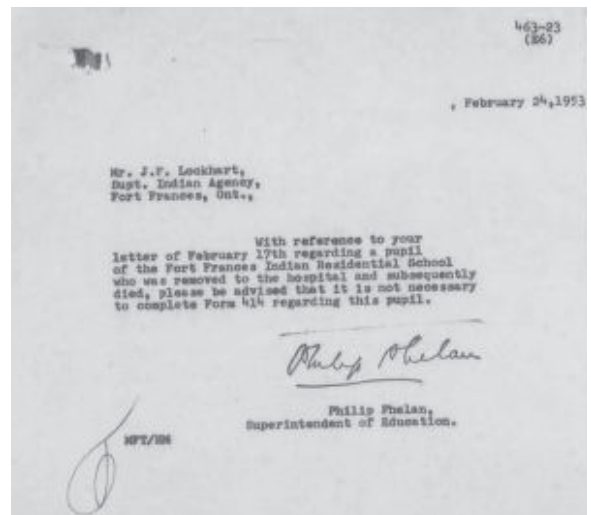 463-23
(E6)
, February 24,1953
Mr. J.F. Lockhart,
Supt. Indian Agency,
Fort Frances, Ont.,
With reference to your
letter of February 17th regarding a pupil
of the Fort Frances Indian Residential School
who was removed to the hospital and subsequently
died, please be advised that it is not necessary
to complete Form 414 regarding this pupil.
Philip Phelan
Philip Phelan,
Superintendent of Education.